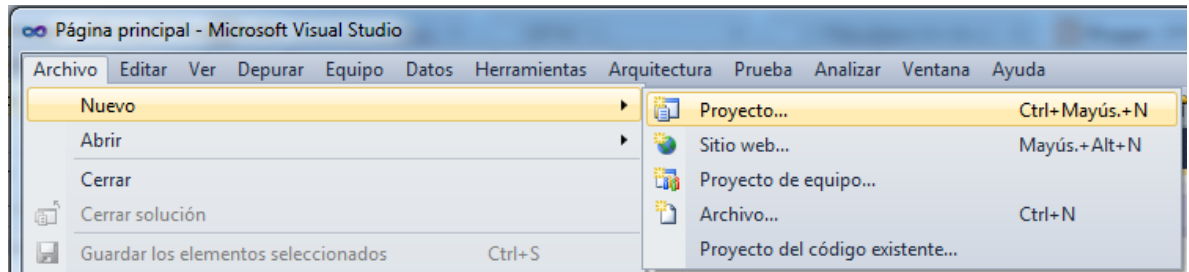 Página principal - Microsoft Visual Studio
Archivo Editar Ver Depurar Equipo Datos Herramientas Arquitectura Prueba Analizar Ventana Ayuda
Nuevo
Proyecto... Ctrl+Mayús.+N
Abrir
Sitio web... Mayús.+Alt+N
Cerrar
Proyecto de equipo...
Cerrar solución
Archivo... Ctrl+N
Guardar los elementos seleccionados Ctrl+S
Proyecto del código existente...